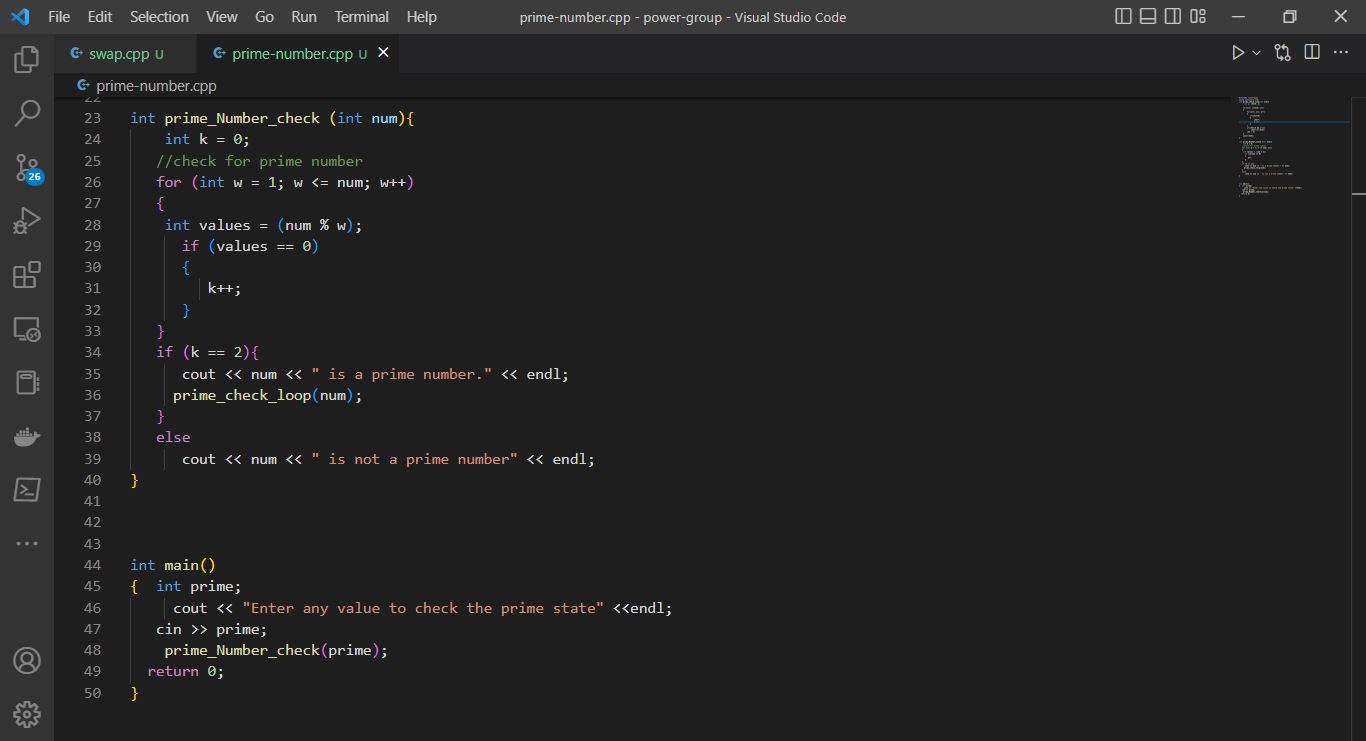 File Edit Selection View Go Run Terminal Help prime-number.cpp - power-group - Visual Studio Code
swap.cpp U prime-number.cpp U
prime-number.cpp
22
23 int prime_Number_check (int num){
24 int k = 0;
25 //check for prime number
26 for (int w = 1; w <= num; w++)
27 {
28 int values = (num % w);
29 if (values == 0)
30 {
31 k++;
32 }
33 }
34 if (k == 2){
35 cout << num << " is a prime number." << endl;
36 prime_check_loop(num);
37 }
38 else
39 cout << num << " is not a prime number" << endl;
40 }
41
42
43
44 int main()
45 { int prime;
46 cout << "Enter any value to check the prime state" <<endl;
47 cin >> prime;
48 prime_Number_check(prime);
49 return 0;
50 }
26